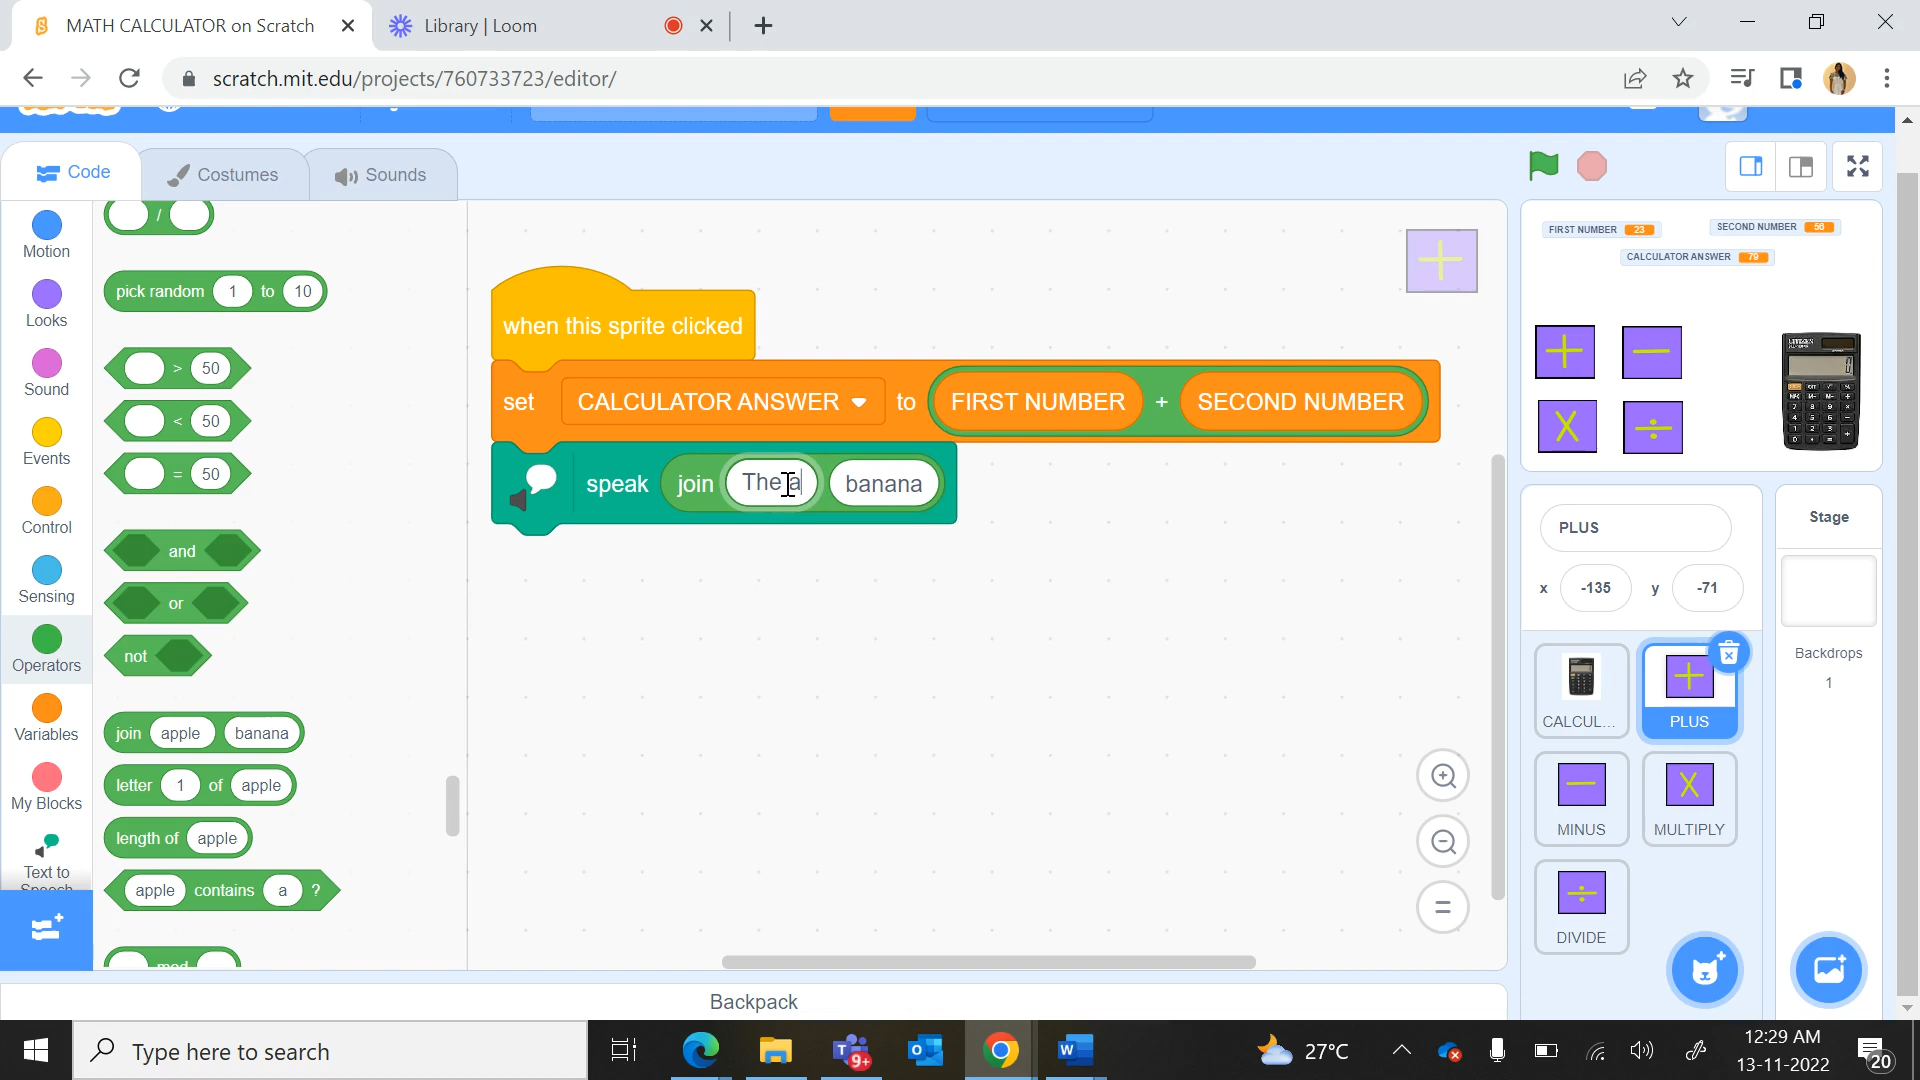 MATH CALCULATOR on Scratch
Library | Loom
scratch.mit.edu/projects/760733723/editor/
Code
Costumes
Sounds
Motion
Looks
Sound
Events
Control
Sensing
Operators
Variables
My Blocks
Text to
Speech
/
pick random 1 to 10
> 50
< 50
= 50
and
or
not
join apple banana
letter 1 of apple
length of apple
apple contains a ?
mod
when this sprite clicked
set CALCULATOR ANSWER to FIRST NUMBER + SECOND NUMBER
speak join The a banana
FIRST NUMBER 23
SECOND NUMBER 56
CALCULATOR ANSWER 79
PLUS
x -135 y -71
Stage
Backdrops
1
CALCUL...
PLUS
MINUS
MULTIPLY
DIVIDE
Backpack
Type here to search
9+
27°C
12:29 AM
13-11-2022
20